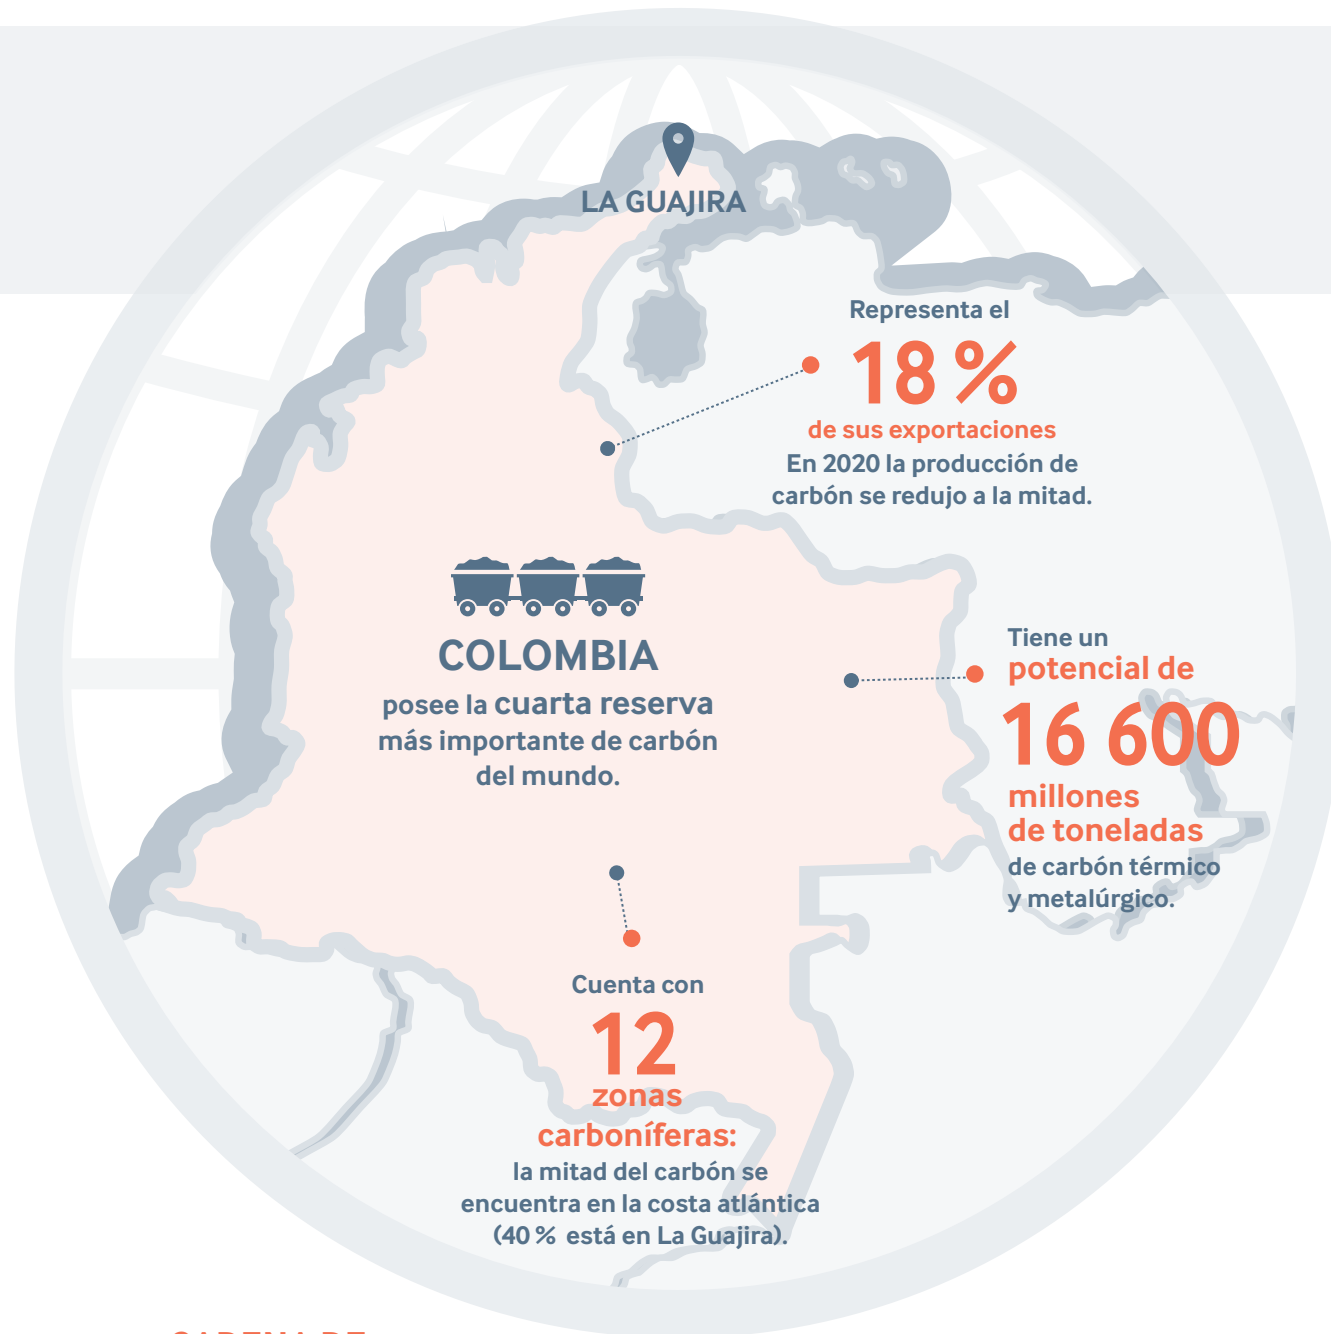 LA GUAJIRA
Representa el
18 %
de sus exportaciones
En 2020 la producción de
carbón se redujo a la mitad.
COLOMBIA
posee la cuarta reserva
más importante de carbón
del mundo.
Tiene un
potencial de
16 600
millones
de toneladas
de carbón térmico
y metalúrgico.
Cuenta con
12
zonas
carboníferas:
la mitad del carbón se
encuentra en la costa atlántica
(40 % está en La Guajira).
CADENA DE